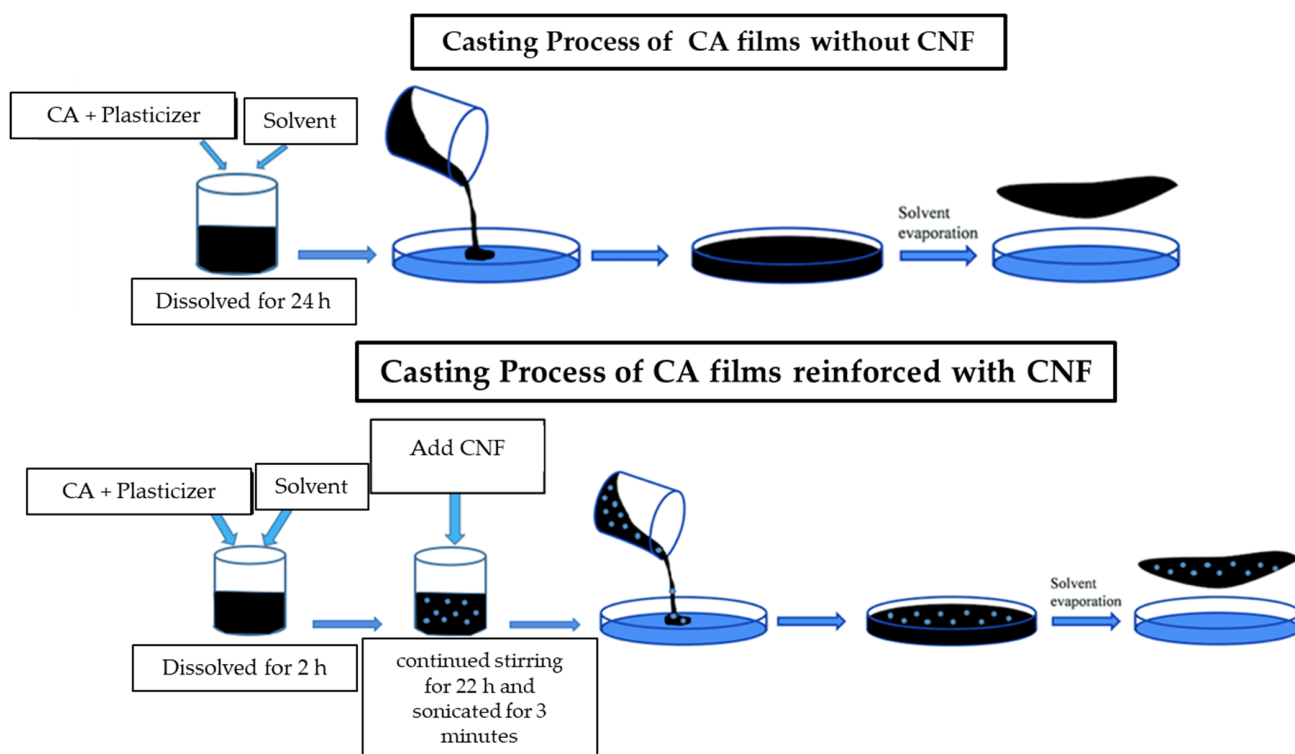 Casting Process of CA films without CNF
CA + Plasticizer
Solvent
Dissolved for 24 h
Solvent
evaporation
Casting Process of CA films reinforced with CNF
CA + Plasticizer
Solvent
Add CNF
Dissolved for 2 h
continued stirring
for 22 h and
sonicated for 3
minutes
Solvent
evaporation